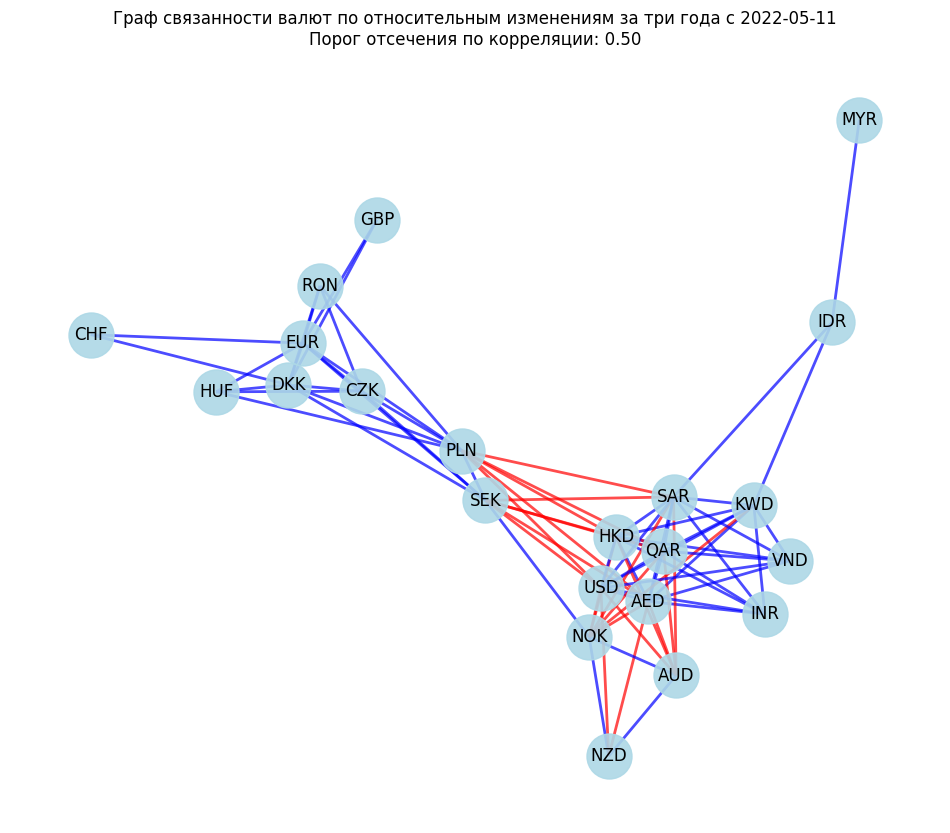 Граф связанности валют по относительным изменениям за три года с 2022-05-11
Порог отсечения по корреляции: 0.50
MYR
GBP
RON
IDR
CHF
EUR
DKK
CZK
HUF
PLN
SEK
SAR
KWD
HKD
QAR
VND
USD
AED
INR
NOK
AUD
NZD